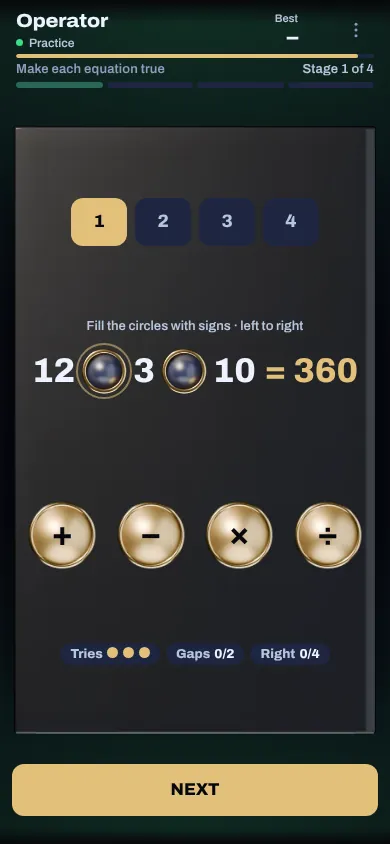 Operator
Best
Practice
–
Make each equation true
Stage 1 of 4
1 2 3 4
Fill the circles with signs · left to right
12 3 10 = 360
+ − × ÷
Tries Gaps 0/2 Right 0/4
NEXT